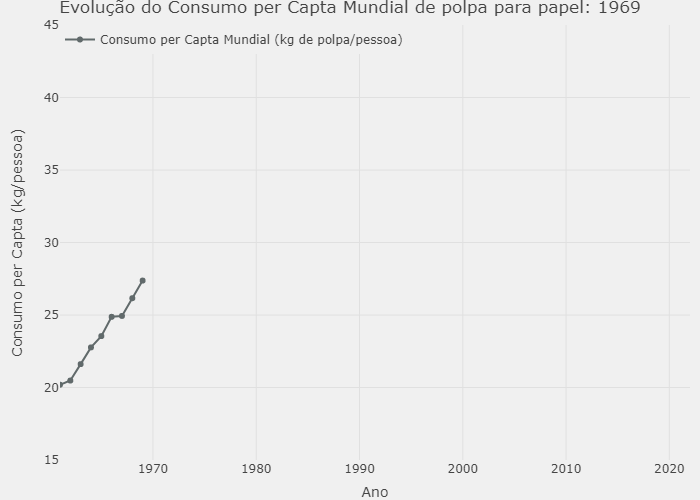 Evolução do Consumo per Capta Mundial de polpa para papel: 1969
45
Consumo per Capta Mundial (kg de polpa/pessoa)
40
35
30
25
20
15
Consumo per Capta (kg/pessoa)
1970 1980 1990 2000 2010 2020
Ano